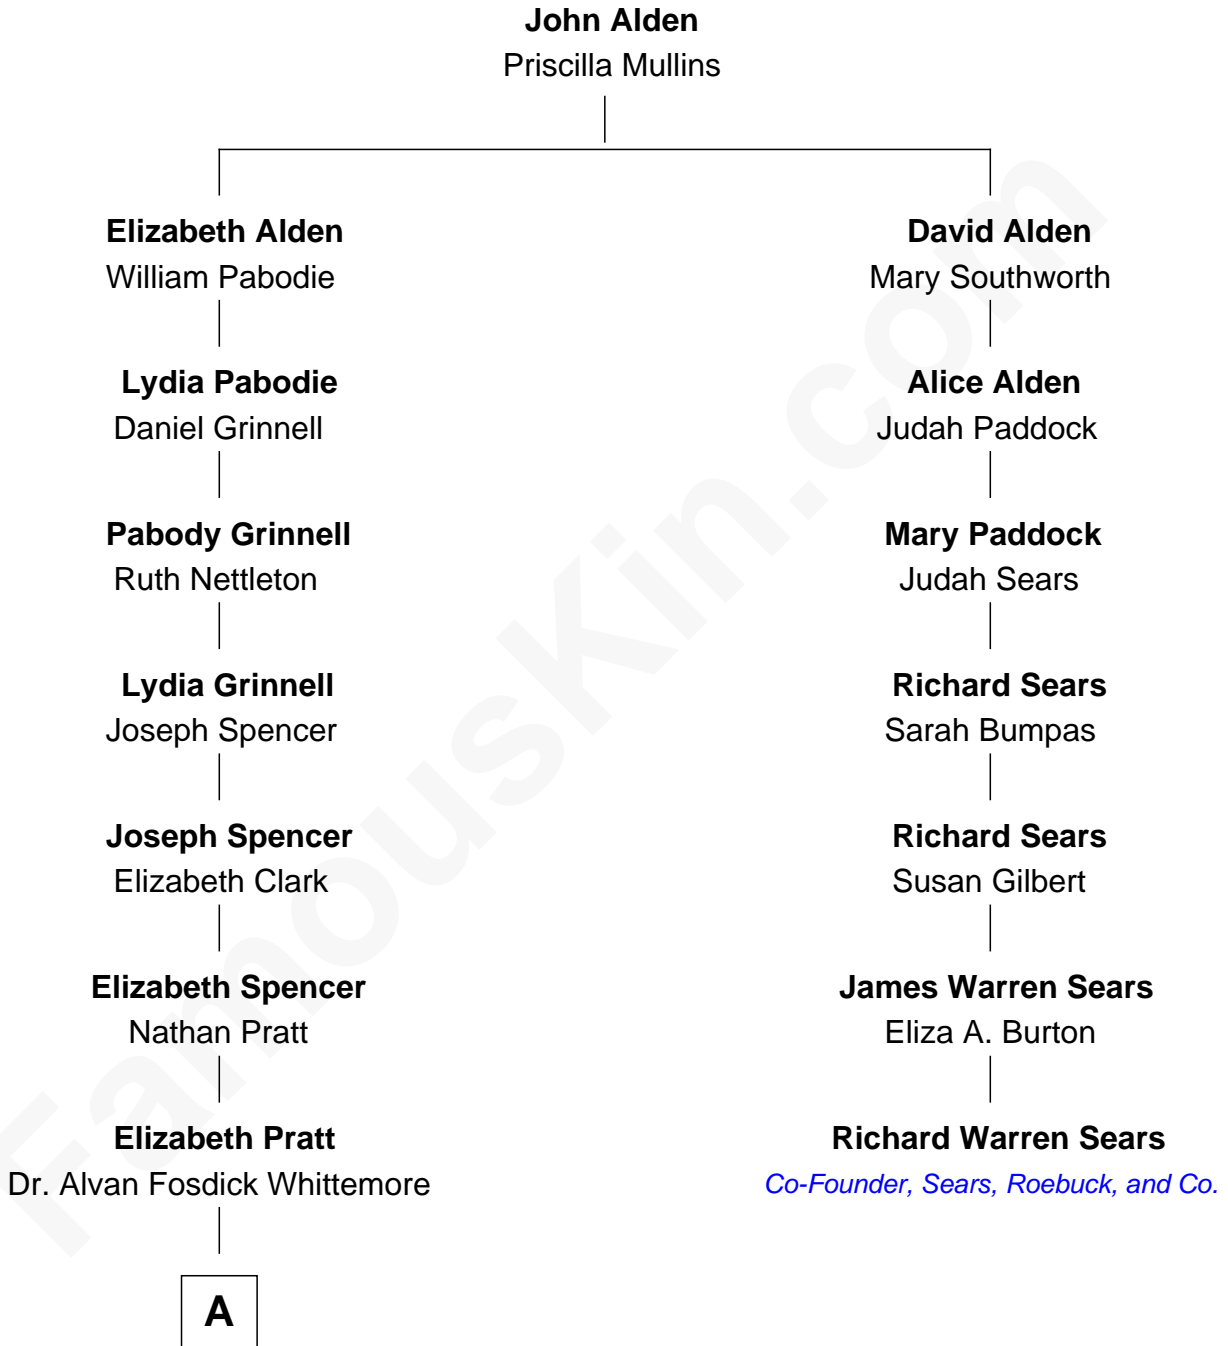 John Alden
Priscilla Mullins
Elizabeth Alden
William Pabodie
David Alden
Mary Southworth
Lydia Pabodie
Daniel Grinnell
Alice Alden
Judah Paddock
Pabody Grinnell
Ruth Nettleton
Mary Paddock
Judah Sears
Lydia Grinnell
Joseph Spencer
Richard Sears
Sarah Bumpas
Joseph Spencer
Elizabeth Clark
Richard Sears
Susan Gilbert
Elizabeth Spencer
Nathan Pratt
James Warren Sears
Eliza A. Burton
Elizabeth Pratt
Dr. Alvan Fosdick Whittemore
Richard Warren Sears
Co-Founder, Sears, Roebuck, and Co.
A
FamousKin.com